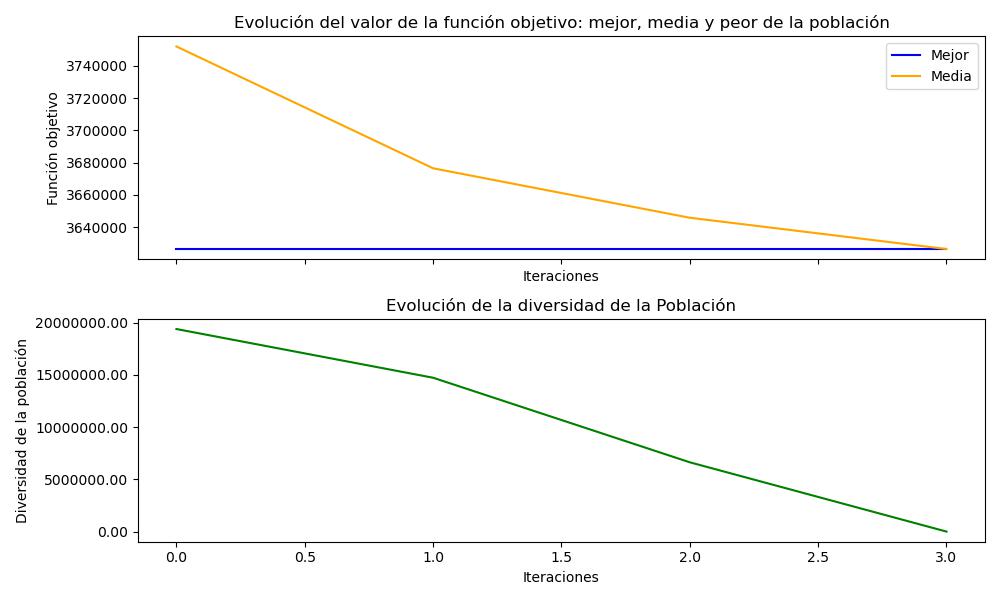 Evolución del valor de la función objetivo: mejor, media y peor de la población
Función objetivo
3740000
3720000
3700000
3680000
3660000
3640000
Mejor
Media
Iteraciones
Evolución de la diversidad de la Población
Diversidad de la población
20000000.00
15000000.00
10000000.00
5000000.00
0.00
0.0 0.5 1.0 1.5 2.0 2.5 3.0
Iteraciones